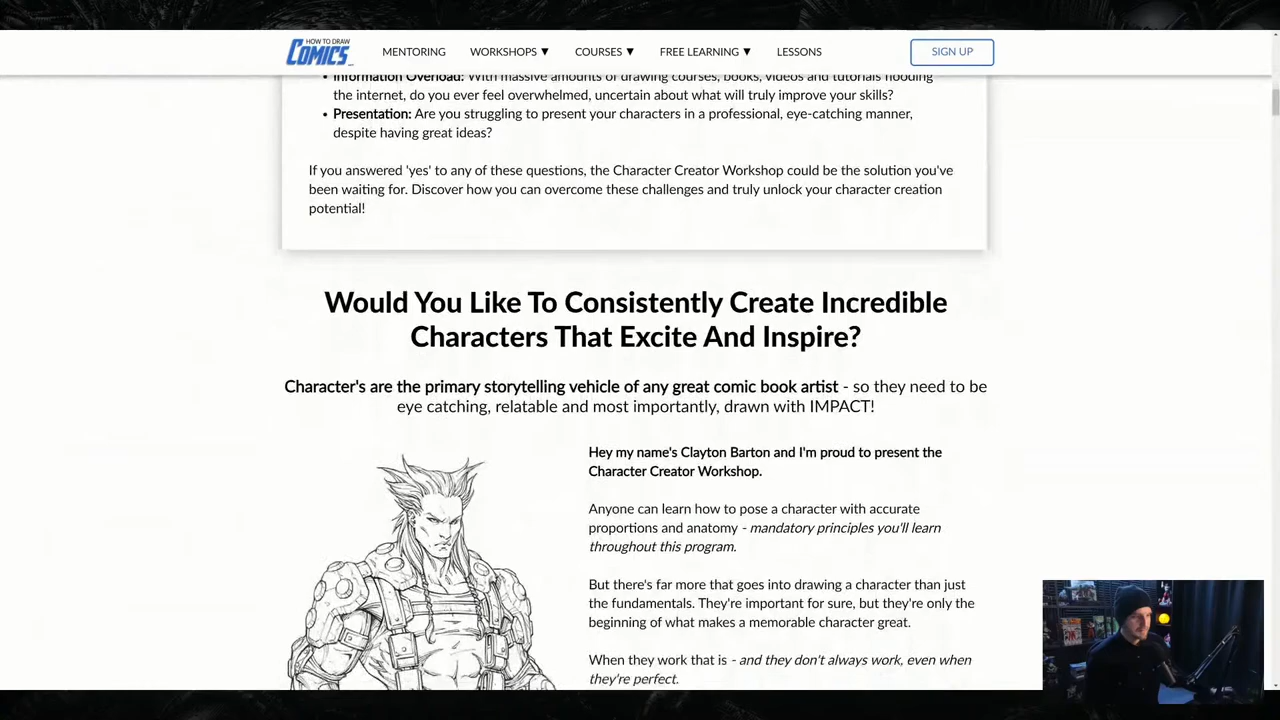 HOW TO DRAW
COMICS
MENTORING
WORKSHOPS ▼
COURSES ▼
FREE LEARNING ▼
LESSONS
SIGN UP
• Information Overload: With massive amounts of drawing courses, books, videos and tutorials flooding
the internet, do you ever feel overwhelmed, uncertain about what will truly improve your skills?
• Presentation: Are you struggling to present your characters in a professional, eye-catching manner,
despite having great ideas?
If you answered 'yes' to any of these questions, the Character Creator Workshop could be the solution you've
been waiting for. Discover how you can overcome these challenges and truly unlock your character creation
potential!
Would You Like To Consistently Create Incredible
Characters That Excite And Inspire?
Character's are the primary storytelling vehicle of any great comic book artist - so they need to be
eye catching, relatable and most importantly, drawn with IMPACT!
Hey my name's Clayton Barton and I'm proud to present the
Character Creator Workshop.
Anyone can learn how to pose a character with accurate
proportions and anatomy - mandatory principles you'll learn
throughout this program.
But there's far more that goes into drawing a character than just
the fundamentals. They're important for sure, but they're only the
beginning of what makes a memorable character great.
When they work that is - and they don't always work, even when
they're perfect.